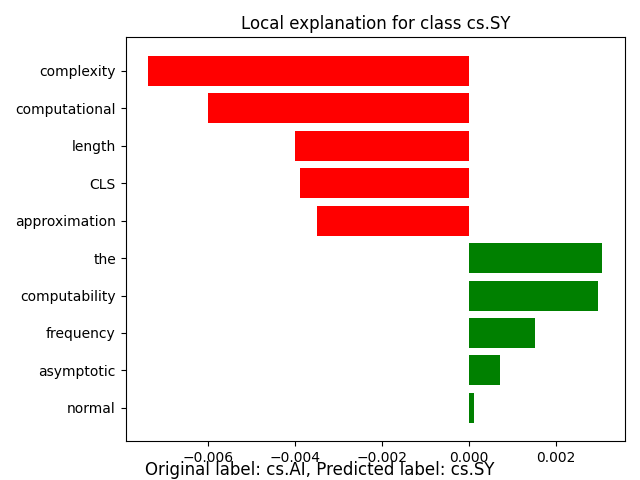 Local explanation for class cs.SY
complexity
computational
length
CLS
approximation
the
computability
frequency
asymptotic
normal
−0.006 −0.004 −0.002 0.000 0.002
Original label: cs.AI, Predicted label: cs.SY